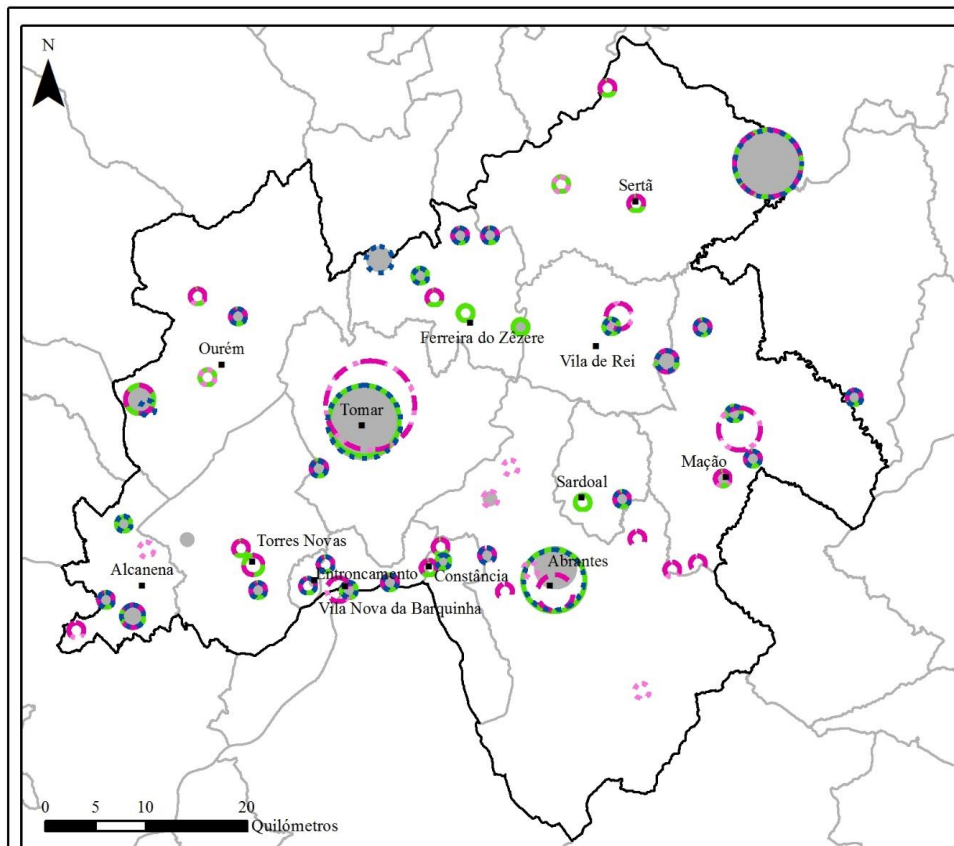 N
Sertã
Ferreira do Zêzere
Ourém
Vila de Rei
Tomar
Mação
Sardoal
Torres Novas
Abrantes
Alcanena
Entroncamento
Constância
Vila Nova da Barquinha
0 5 10 20
Quilómetros